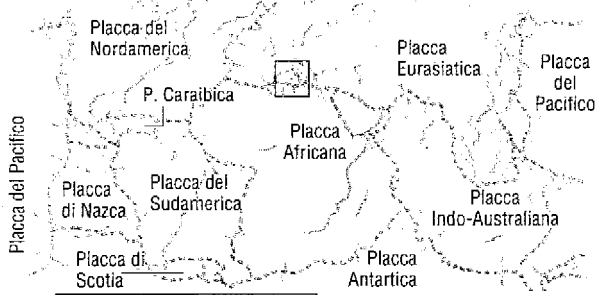 Placca del
Nordamerica
Placca
Eurasiatica
Placca
del
Pacifico
P. Caraibica
Placca
Africana
Placca del Pacifico
Placca
di Nazca
Placca del
Sudamerica
Placca
Indo-Australiana
Placca di
Scotia
Placca
Antartica